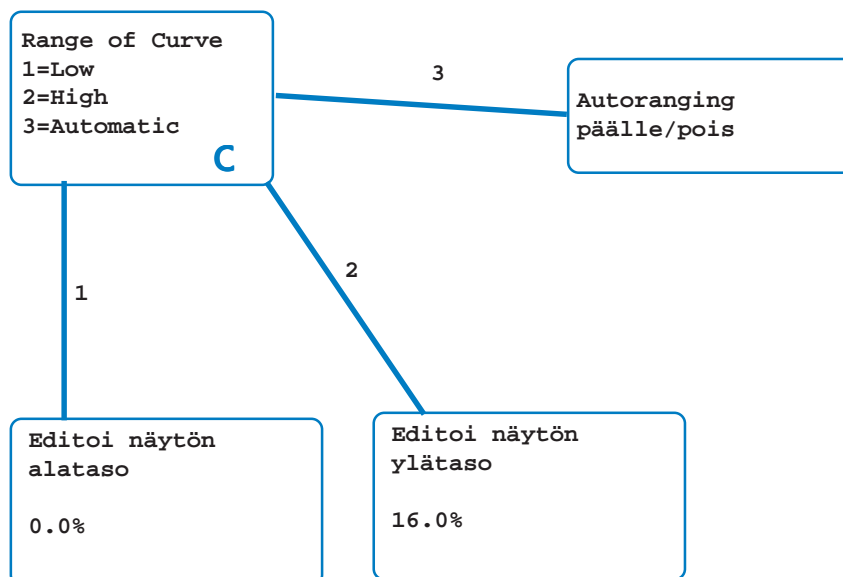 Range of Curve
1=Low
2=High
3=Automatic
C
3
Autoranging
päälle/pois
2
1
Editoi näytön
alataso
0.0%
Editoi näytön
ylätaso
16.0%